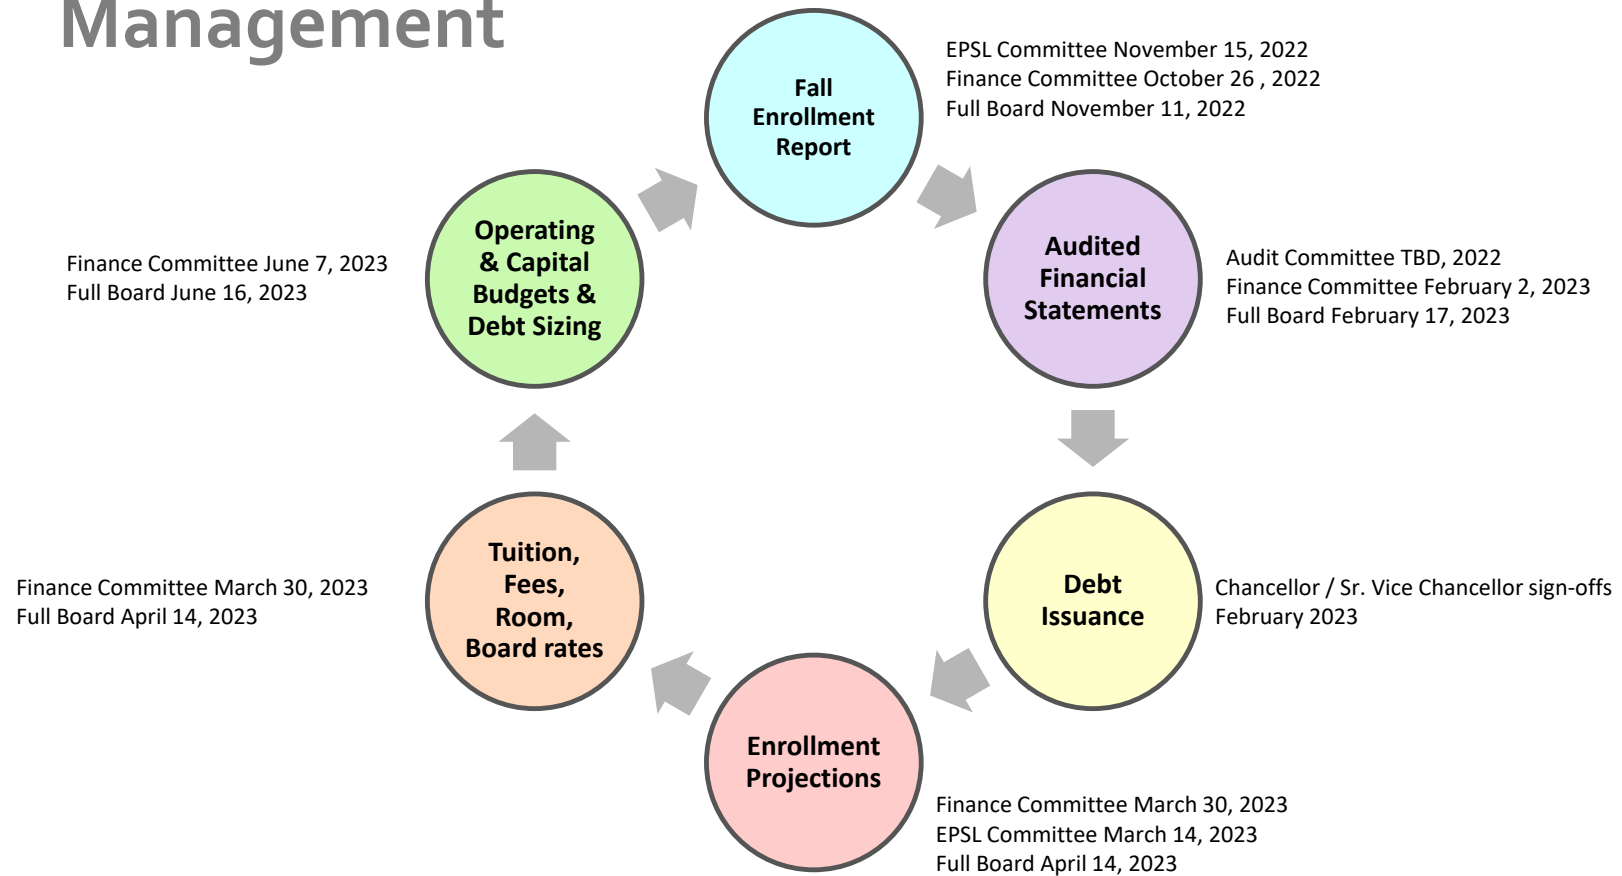 Management
Fall
Enrollment
Report
EPSL Committee November 15, 2022
Finance Committee October 26 , 2022
Full Board November 11, 2022
Audited
Financial
Statements
Audit Committee TBD, 2022
Finance Committee February 2, 2023
Full Board February 17, 2023
Debt
Issuance
Chancellor / Sr. Vice Chancellor sign-offs
February 2023
Enrollment
Projections
Finance Committee March 30, 2023
EPSL Committee March 14, 2023
Full Board April 14, 2023
Tuition,
Fees,
Room,
Board rates
Finance Committee March 30, 2023
Full Board April 14, 2023
Operating
& Capital
Budgets &
Debt Sizing
Finance Committee June 7, 2023
Full Board June 16, 2023